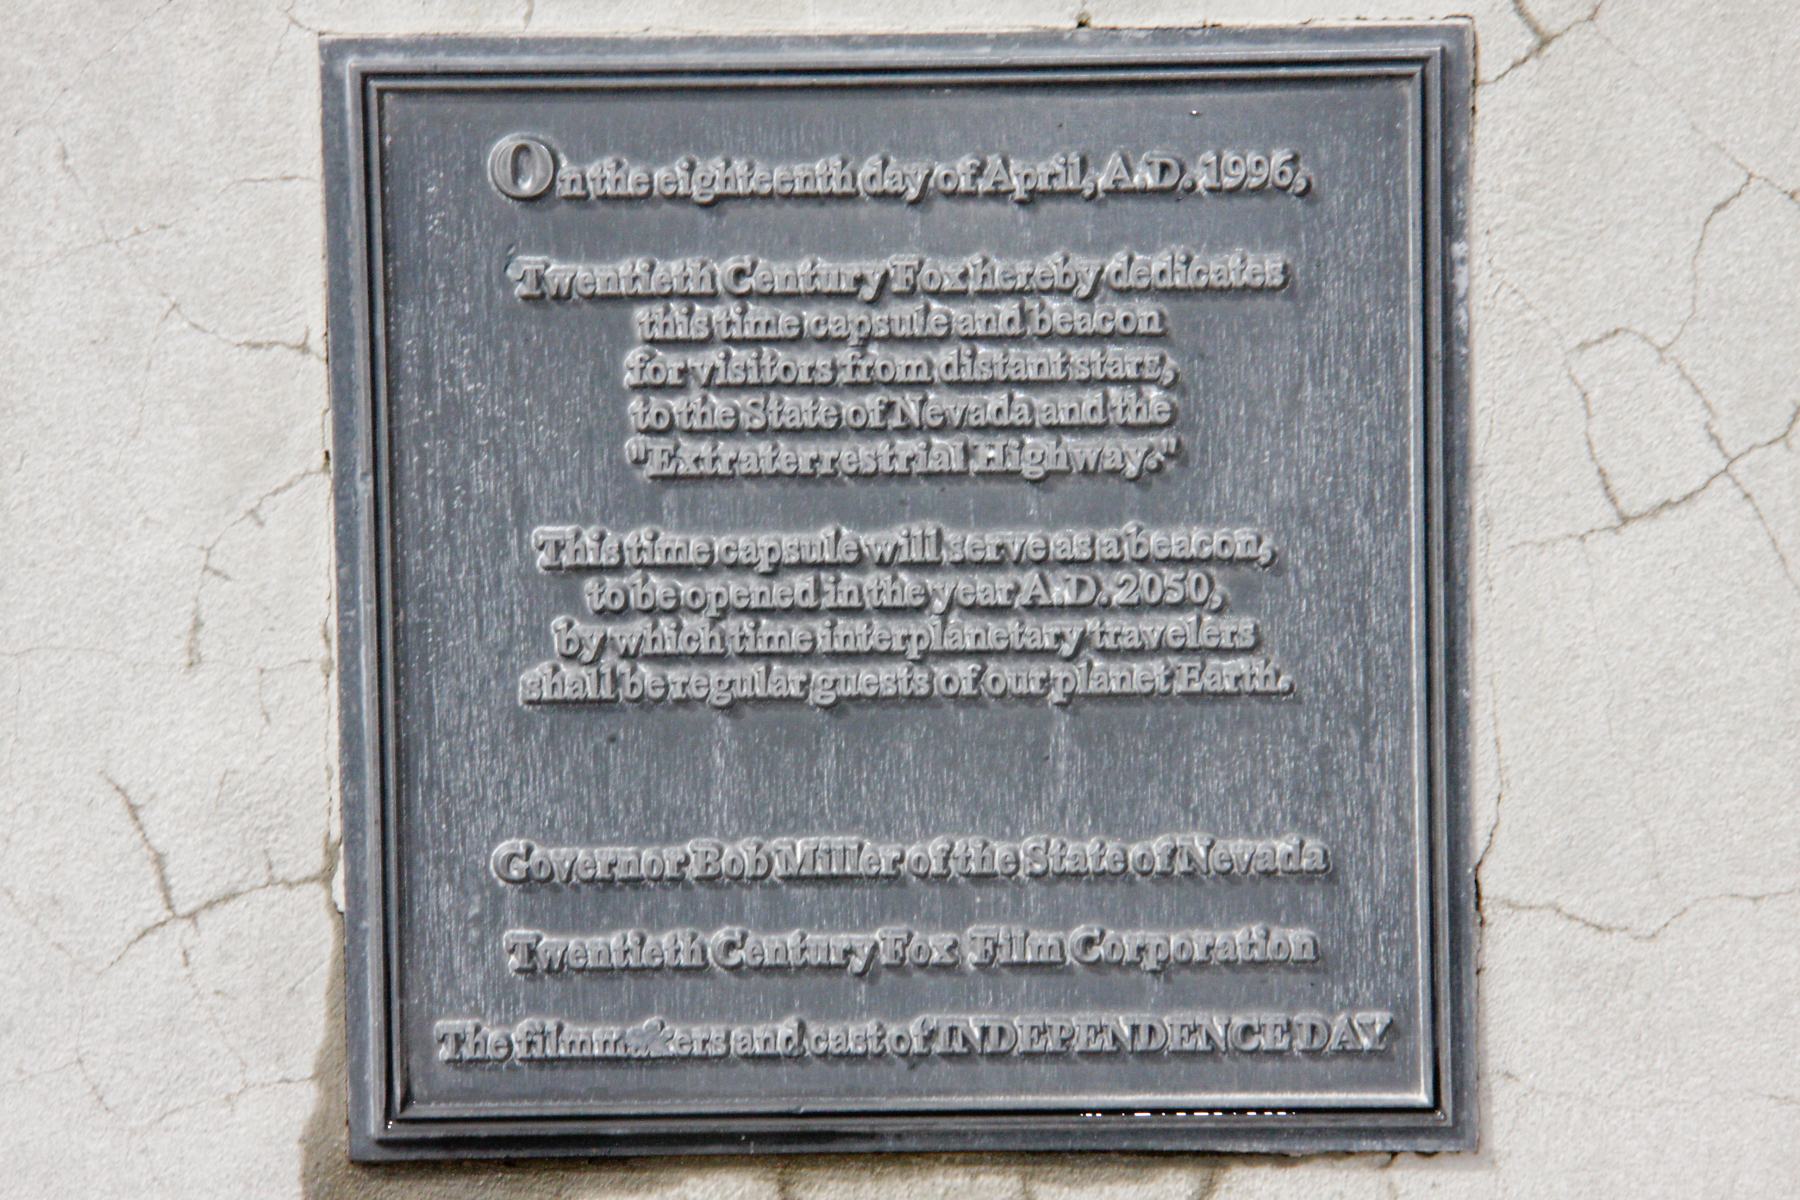 On the eighteenth day of April, A.D. 1996,
Twentieth Century Fox hereby dedicates
this time capsule and beacon
for visitors from distant stars,
to the State of Nevada and the
"Extraterrestrial Highway."
This time capsule will serve as a beacon,
to be opened in the year A.D. 2050,
by which time interplanetary travelers
shall be regular guests of our planet Earth.
Governor Bob Miller of the State of Nevada
Twentieth Century Fox Film Corporation
The filmmakers and cast of INDEPENDENCE DAY